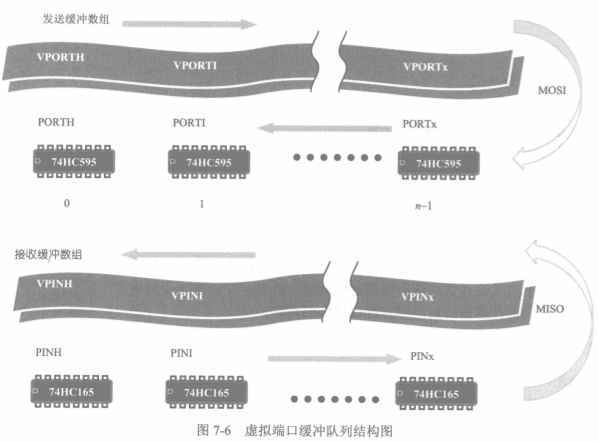 发送缓冲数组
VPORTH VPORTI VPORTx
MOSI
PORTH PORTI PORTx
74HC595 74HC595 74HC595
0 1 n−1
接收缓冲数组
VPINH VPINI VPINx
MISO
PINH PINI PINx
74HC165 74HC165 74HC165
图 7-6 虚拟端口缓冲队列结构图